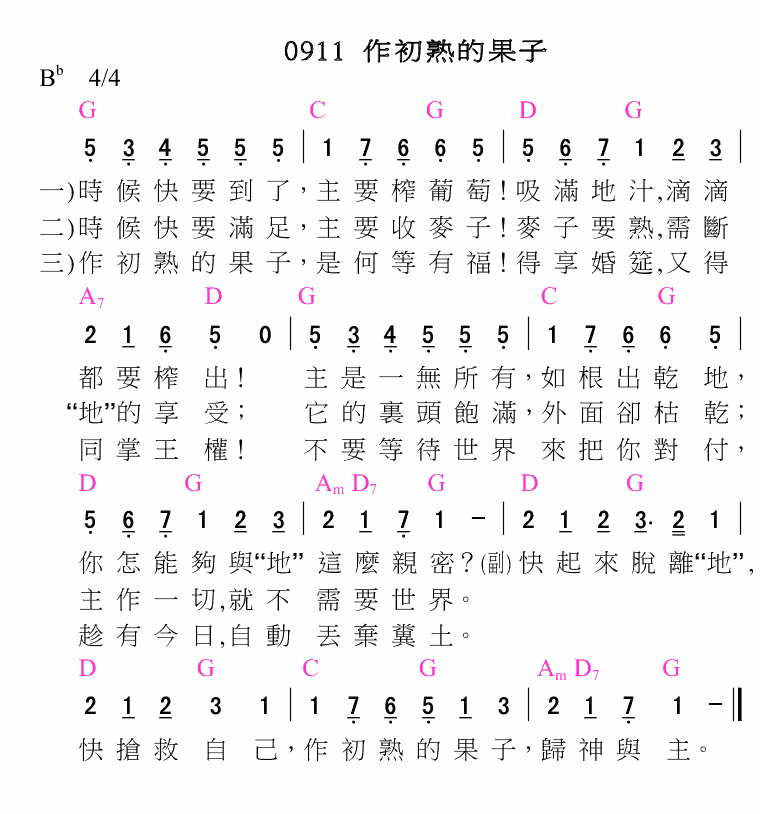 0911 作初熟的果子
Bb 4/4
G C G D G
5 3 4 5 5 5 | 1 7 6 6 5 | 5 6 7 1 2 3 |
一)時候快要到了，主要榨葡萄!吸滿地汁,滴滴
二)時候快要滿足，主要收麥子!麥子要熟,需斷
三)作初熟的果子，是何等有福!得享婚筵,又得
A7 D G C G
2 1 6 5 0 | 5 3 4 5 5 5 | 1 7 6 6 5 |
都要榨出! 主是一無所有，如根出乾地，
“地”的享受； 它的裏頭飽滿，外面卻枯乾；
同掌王權! 不要等待世界 來把你對付，
D G Am D7 G D G
5 6 7 1 2 3 | 2 1 7 1 － | 2 1 2 3. 2 1 |
你怎能夠與“地”這麼親密?(副)快起來脫離“地”,
主作一切,就不 需要世界。
趁有今日,自動 丟棄糞土。
D G C G Am D7 G
2 1 2 3 1 | 1 7 6 5 1 3 | 2 1 7 1 － ‖
快搶救自己，作初熟的果子，歸神與主。